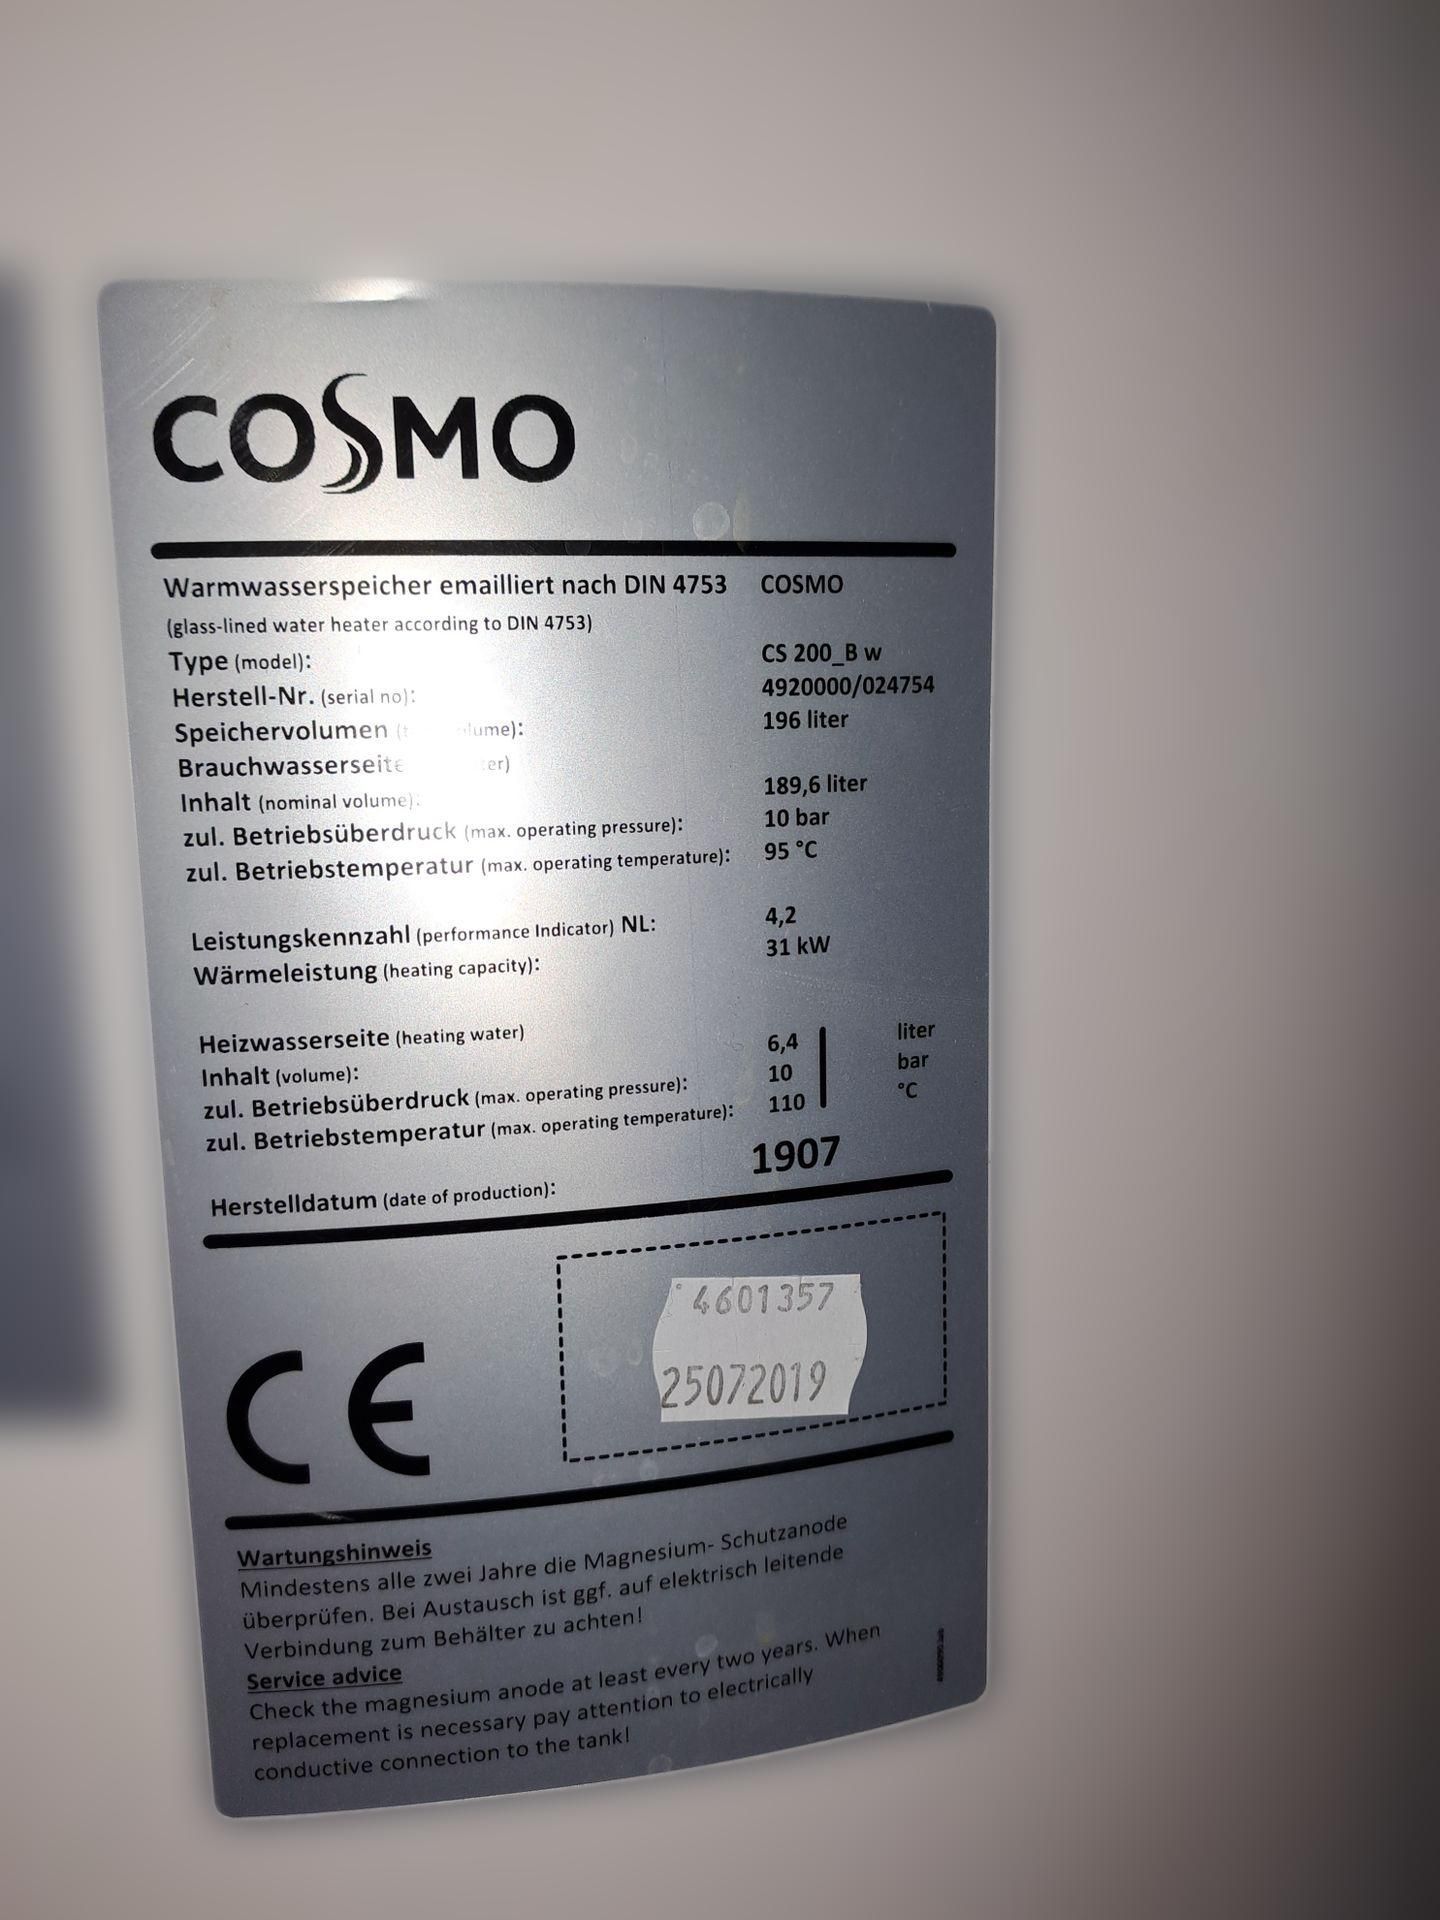 COSMO
Warmwasserspeicher emailliert nach DIN 4753 COSMO
(glass-lined water heater according to DIN 4753)
Type (model): CS 200_B w
Herstell-Nr. (serial no): 4920000/024754
Speichervolumen 196 liter
Brauchwasserseite
Inhalt (nominal volume): 189,6 liter
zul. Betriebsüberdruck (max. operating pressure): 10 bar
zul. Betriebstemperatur (max. operating temperature): 95 °C
Leistungskennzahl (performance Indicator) NL: 4,2
Wärmeleistung (heating capacity): 31 kW
Heizwasserseite (heating water)
Inhalt (volume): 6,4 liter
zul. Betriebsüberdruck (max. operating pressure): 10 bar
zul. Betriebstemperatur (max. operating temperature): 110 °C
Herstelldatum (date of production): 1907
CE
4601357
25072019
Wartungshinweis
Mindestens alle zwei Jahre die Magnesium- Schutzanode
überprüfen. Bei Austausch ist ggf. auf elektrisch leitende
Verbindung zum Behälter zu achten!
Service advice
Check the magnesium anode at least every two years. When
replacement is necessary pay attention to electrically
conductive connection to the tank!